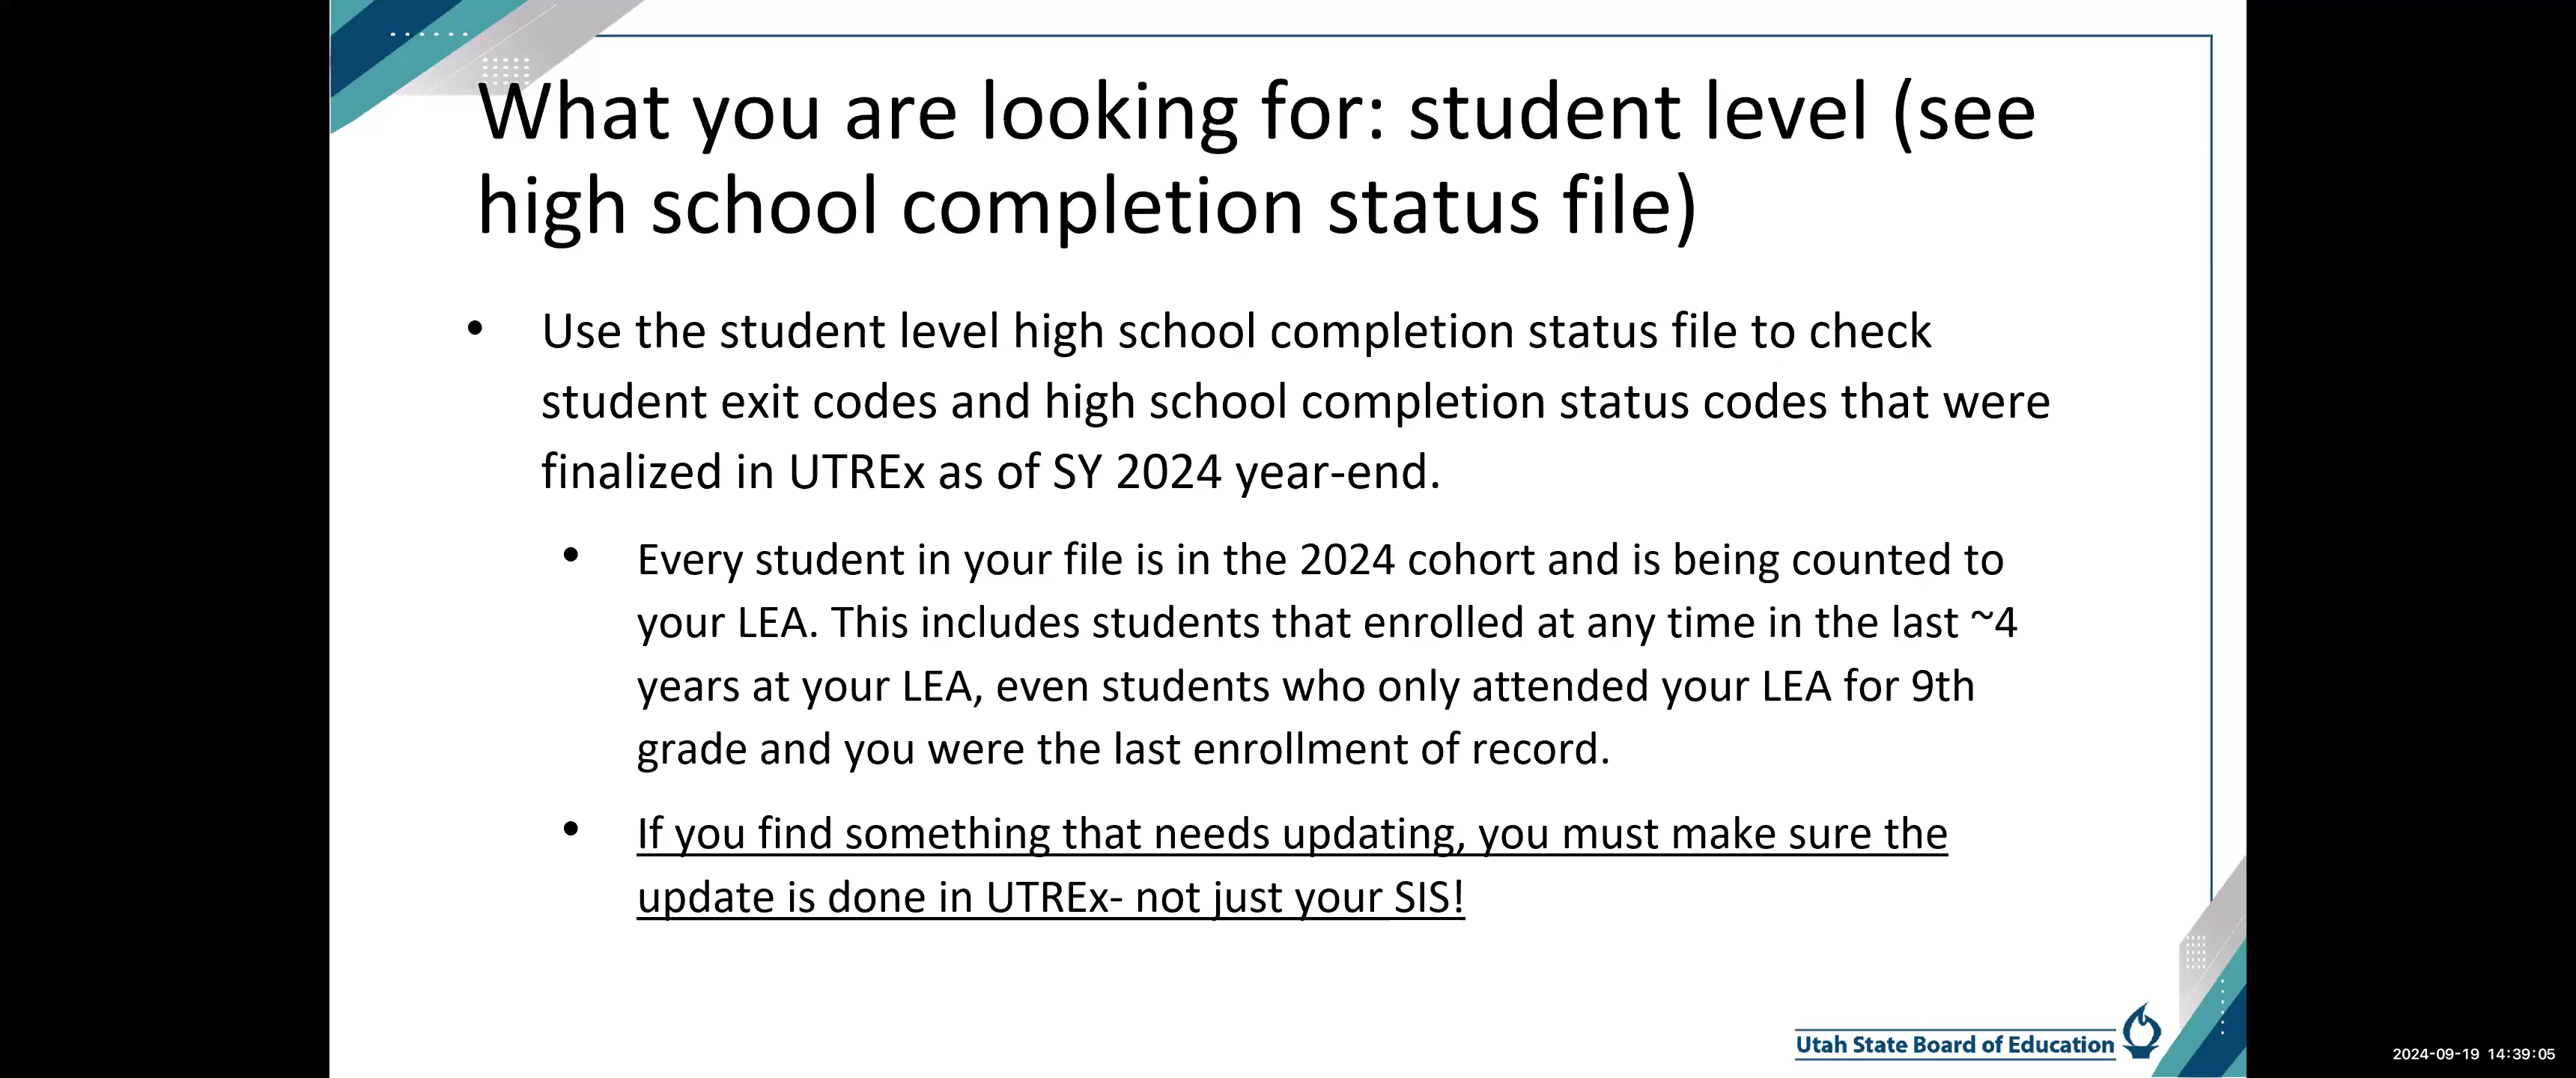 What you are looking for: student level (see
high school completion status file)
• Use the student level high school completion status file to check
student exit codes and high school completion status codes that were
finalized in UTREx as of SY 2024 year-end.
• Every student in your file is in the 2024 cohort and is being counted to
your LEA. This includes students that enrolled at any time in the last ~4
years at your LEA, even students who only attended your LEA for 9th
grade and you were the last enrollment of record.
• If you find something that needs updating, you must make sure the
update is done in UTREx- not just your SIS!
Utah State Board of Education
2024-09-19 14:39:05